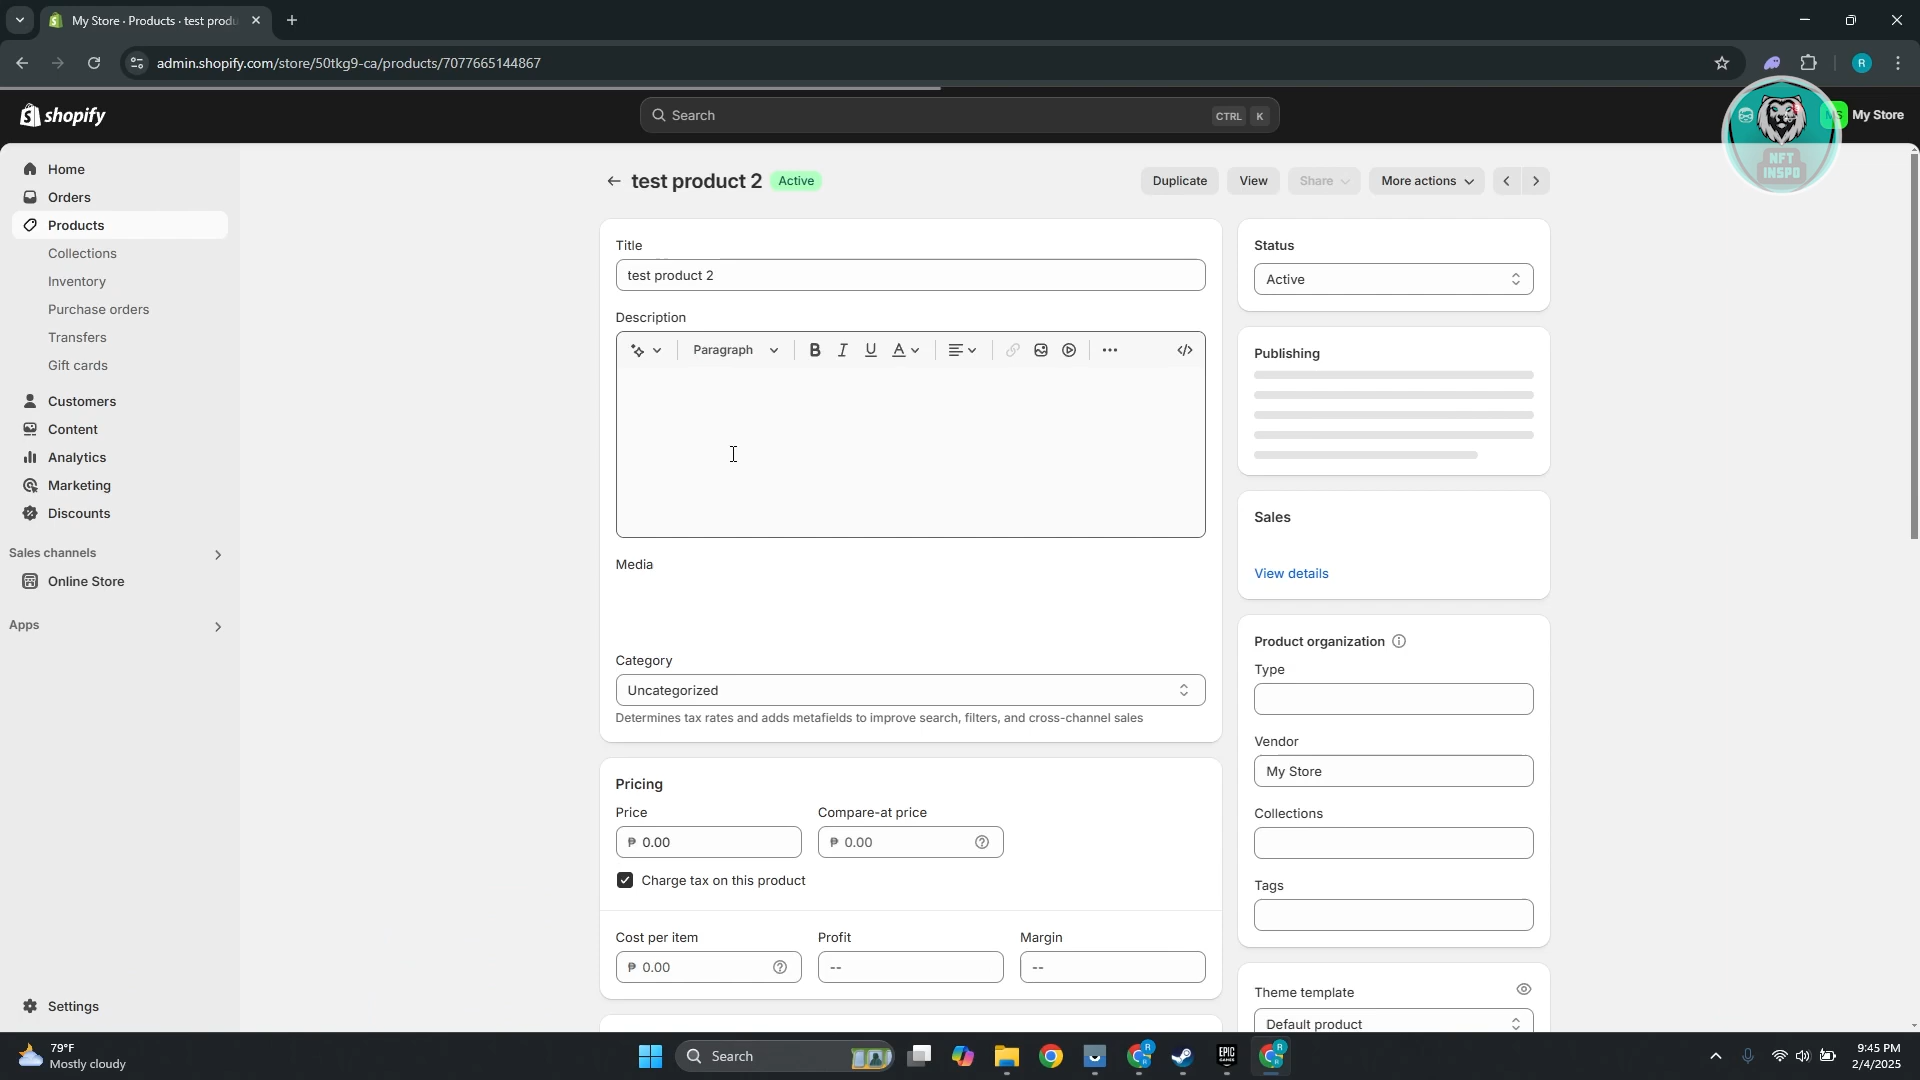 My Store · Products · test produ
admin.shopify.com/store/50tkg9-ca/products/7077665144867
R
shopify
Search
CTRL K
My Store
NFT
INSPO
Home
Orders
Products
Collections
Inventory
Purchase orders
Transfers
Gift cards
Customers
Content
Analytics
Marketing
Discounts
Sales channels
Online Store
Apps
Settings
test product 2 Active
Duplicate View Share More actions
Title
test product 2
Description
Paragraph B I U A
Media
Category
Uncategorized
Determines tax rates and adds metafields to improve search, filters, and cross-channel sales
Pricing
Price Compare-at price
₱ 0.00 ₱ 0.00
Charge tax on this product
Cost per item Profit Margin
₱ 0.00 -- --
Status
Active
Publishing
Sales
View details
Product organization
Type
Vendor
My Store
Collections
Tags
Theme template
Default product
79°F
Mostly cloudy
Search
EPIC
GAMES
9:45 PM
2/4/2025